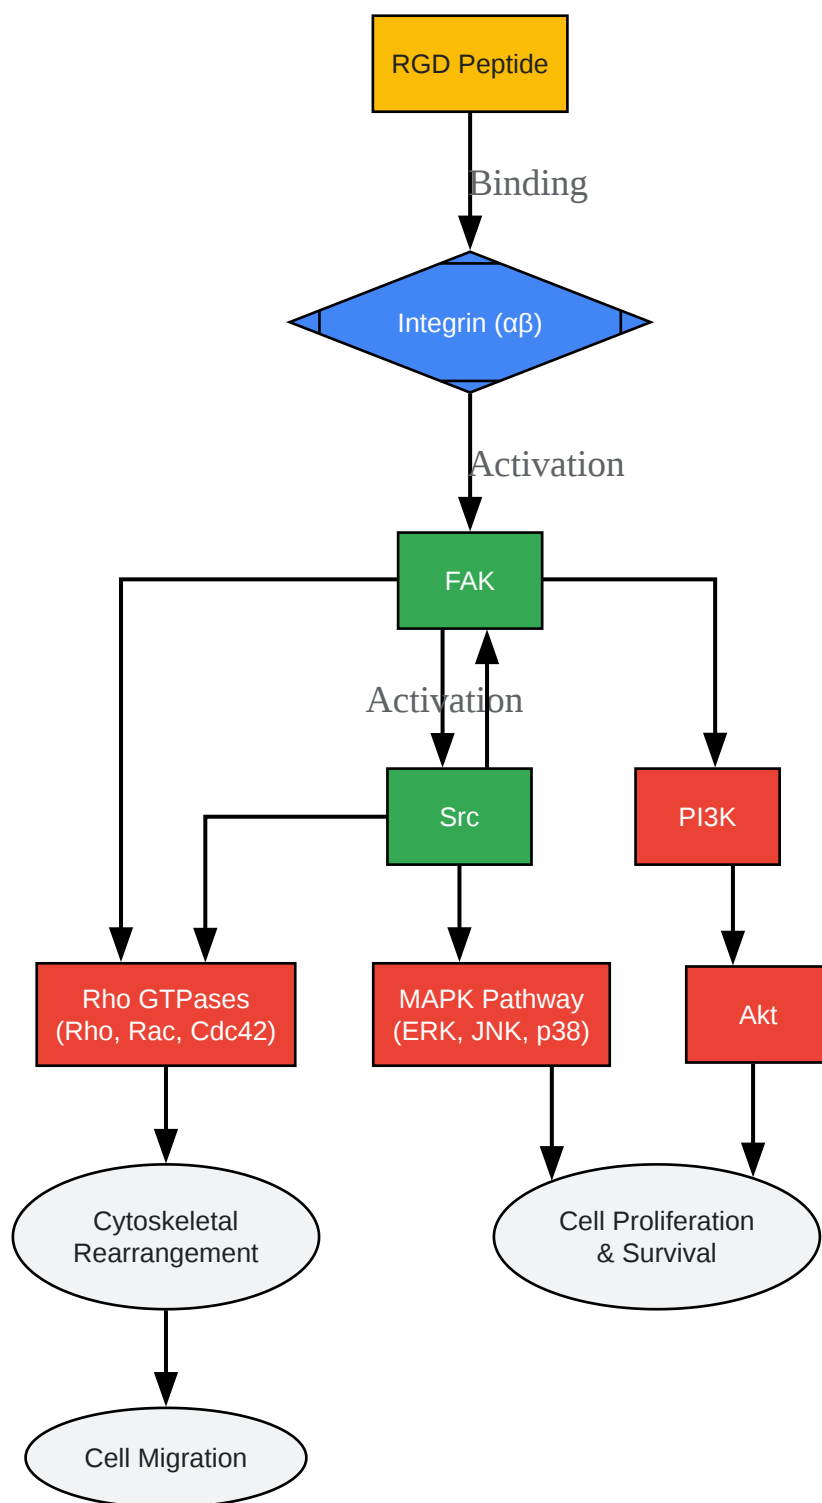 RGD Peptide
Binding
Integrin (αβ)
Activation
FAK
Activation
Src
PI3K
Rho GTPases
(Rho, Rac, Cdc42)
MAPK Pathway
(ERK, JNK, p38)
Akt
Cytoskeletal
Rearrangement
Cell Proliferation
& Survival
Cell Migration